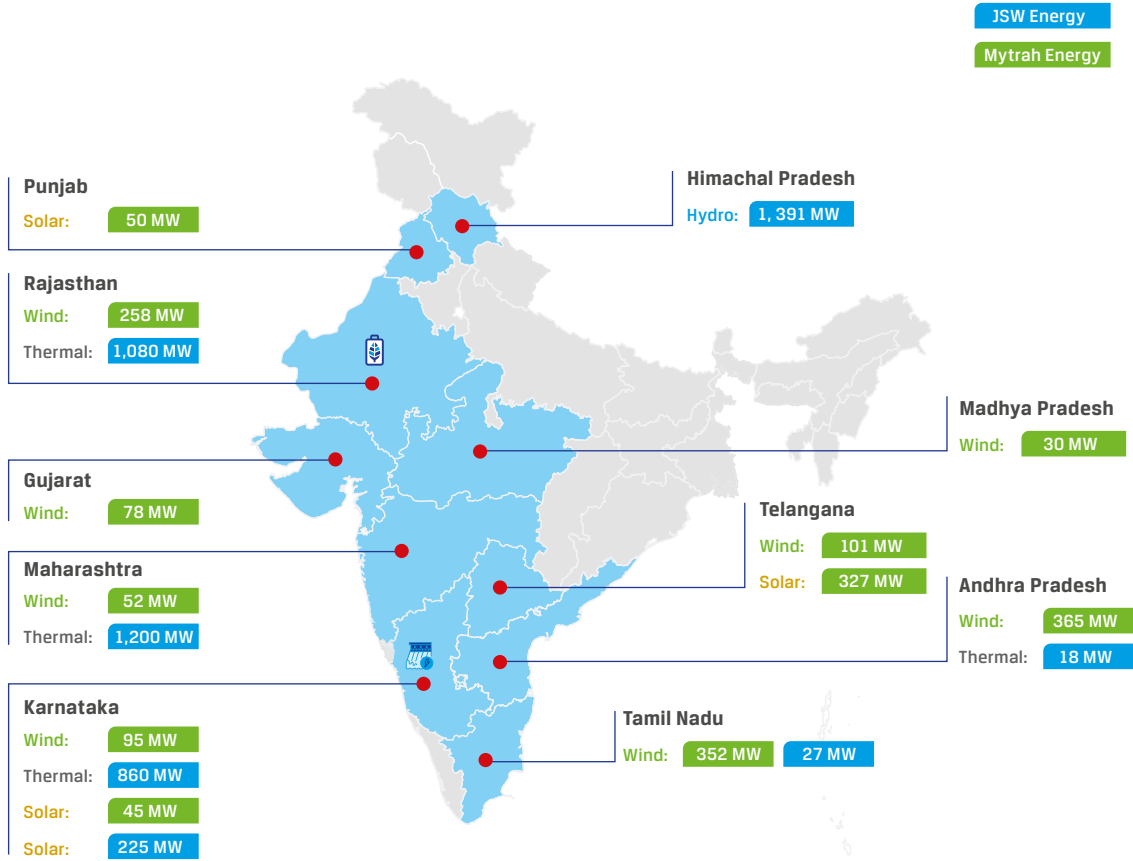 JSW Energy
Mytrah Energy
Punjab
Solar: 50 MW
Himachal Pradesh
Hydro: 1, 391 MW
Rajasthan
Wind: 258 MW
Thermal: 1,080 MW
Madhya Pradesh
Wind: 30 MW
Gujarat
Wind: 78 MW
Telangana
Wind: 101 MW
Solar: 327 MW
Maharashtra
Wind: 52 MW
Thermal: 1,200 MW
Andhra Pradesh
Wind: 365 MW
Thermal: 18 MW
Karnataka
Wind: 95 MW
Thermal: 860 MW
Solar: 45 MW
Solar: 225 MW
Tamil Nadu
Wind: 352 MW 27 MW